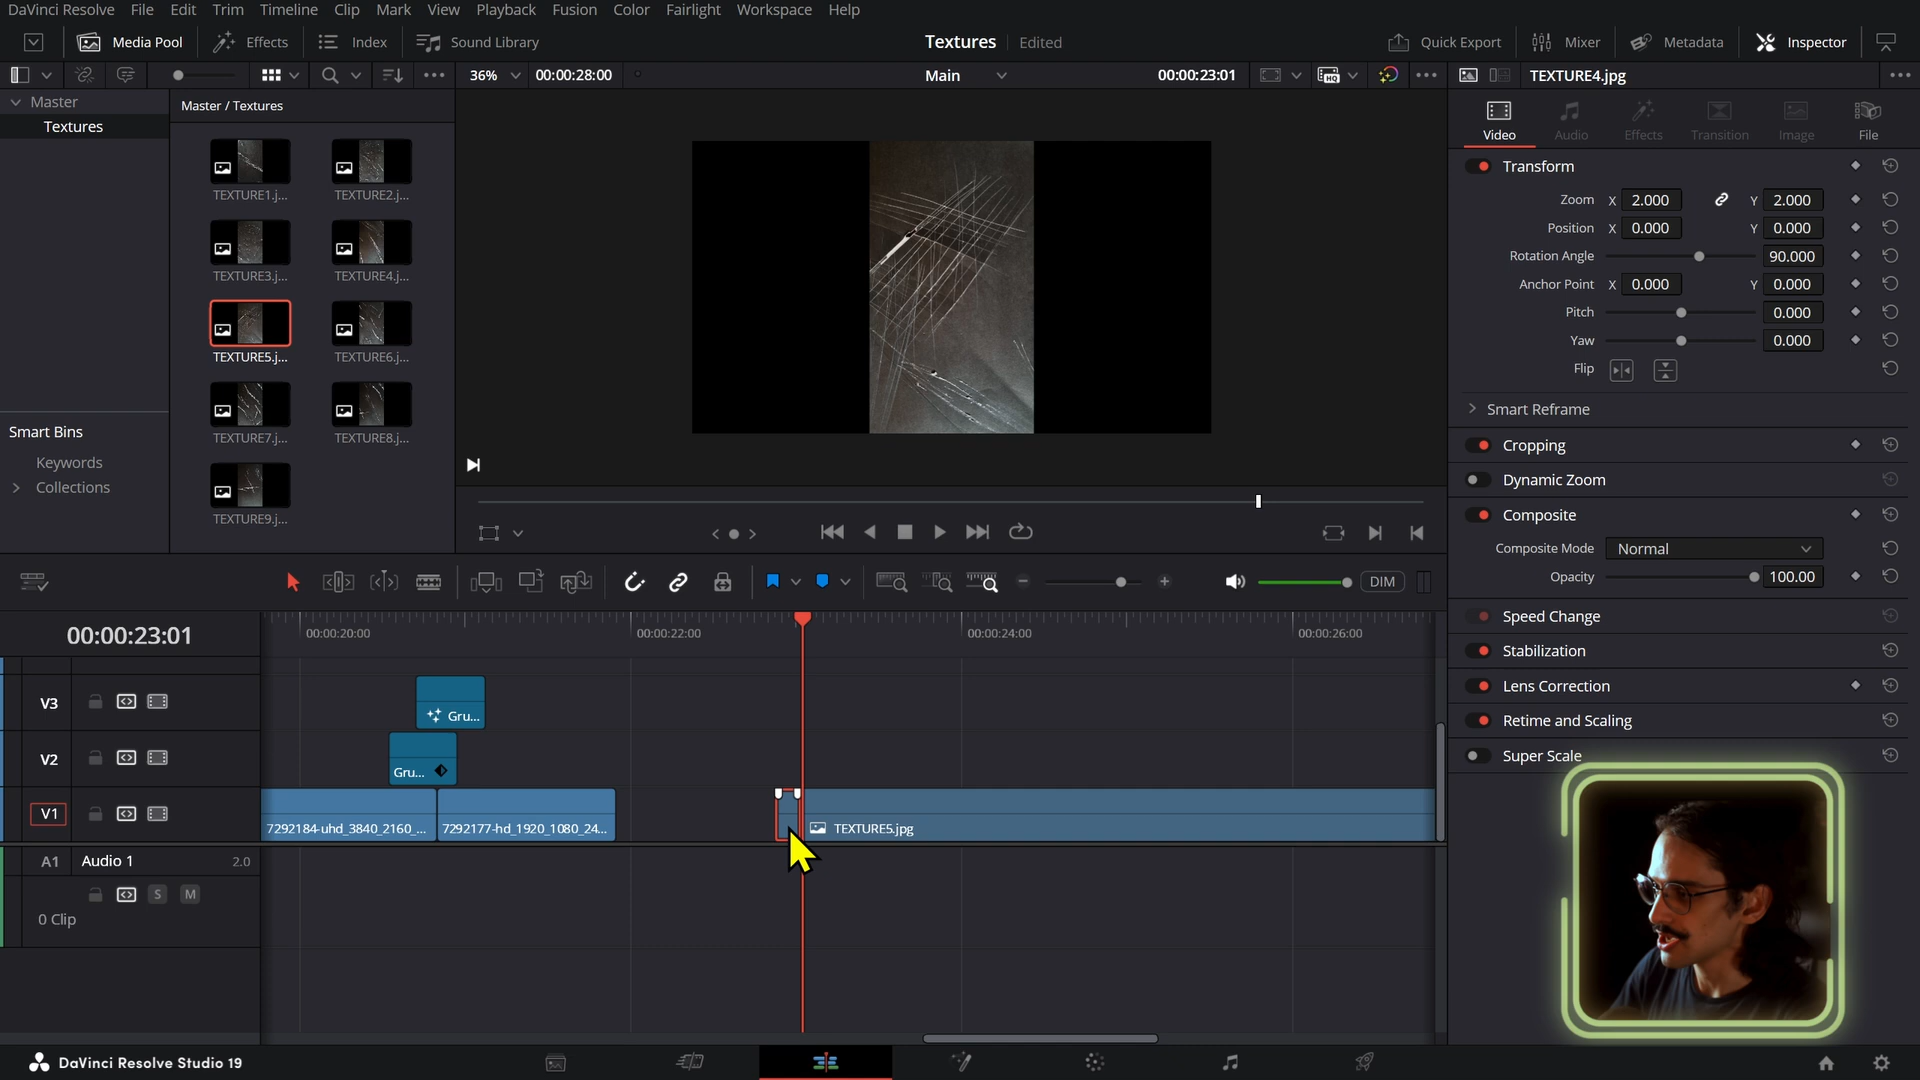 DaVinci Resolve File Edit Trim Timeline Clip Mark View Playback Fusion Color Fairlight Workspace Help
Media Pool Effects Index Sound Library Textures Edited Quick Export Mixer Metadata Inspector
36% 00:00:28:00 Main 00:00:23:01 TEXTURE4.jpg
Master Master / Textures
Textures
Video Audio Effects Transition Image File
TEXTURE1.j... TEXTURE2.j...
TEXTURE3.j... TEXTURE4.j...
TEXTURE5.j... TEXTURE6.j...
TEXTURE7.j... TEXTURE8.j...
TEXTURE9.j...
Smart Bins
Keywords
Collections
Transform
Zoom X 2.000 Y 2.000
Position X 0.000 Y 0.000
Rotation Angle 90.000
Anchor Point X 0.000 Y 0.000
Pitch 0.000
Yaw 0.000
Flip
Smart Reframe
Cropping
Dynamic Zoom
Composite
Composite Mode Normal
Opacity 100.00
Speed Change
Stabilization
Lens Correction
Retime and Scaling
Super Scale
DIM
00:00:23:01 00:00:20:00 00:00:22:00 00:00:24:00 00:00:26:00
V3 Gru...
V2 Gru...
V1 7292184-uhd_3840_2160_... 7292177-hd_1920_1080_24... TEXTURE5.jpg
A1 Audio 1 2.0
S M
0 Clip
DaVinci Resolve Studio 19